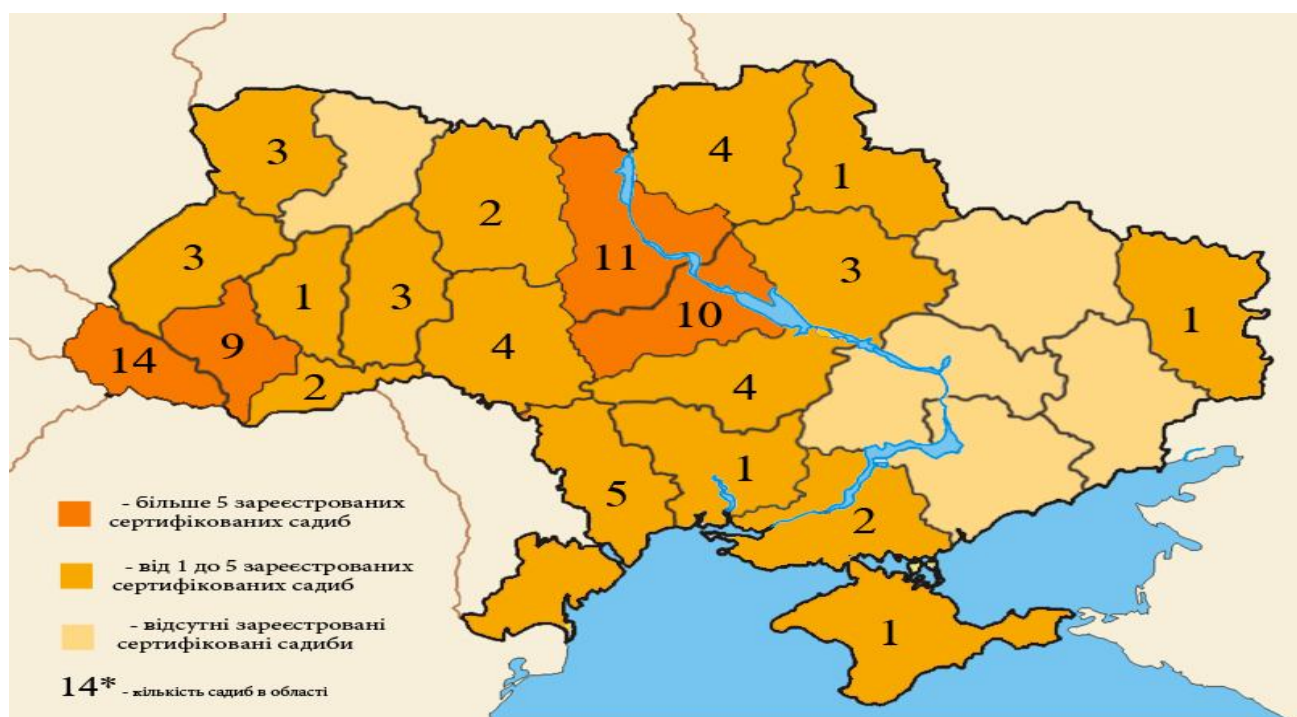 3
4
1
2
3
11
3
1
3
10
1
9
4
14
2
4
1
5
2
1
- більше 5 зареєстрованих
сертифікованих садиб
- від 1 до 5 зареєстрованих
сертифікованих садиб
- відсутні зареєстровані
сертифіковані садиби
14* - кількість садиб в області